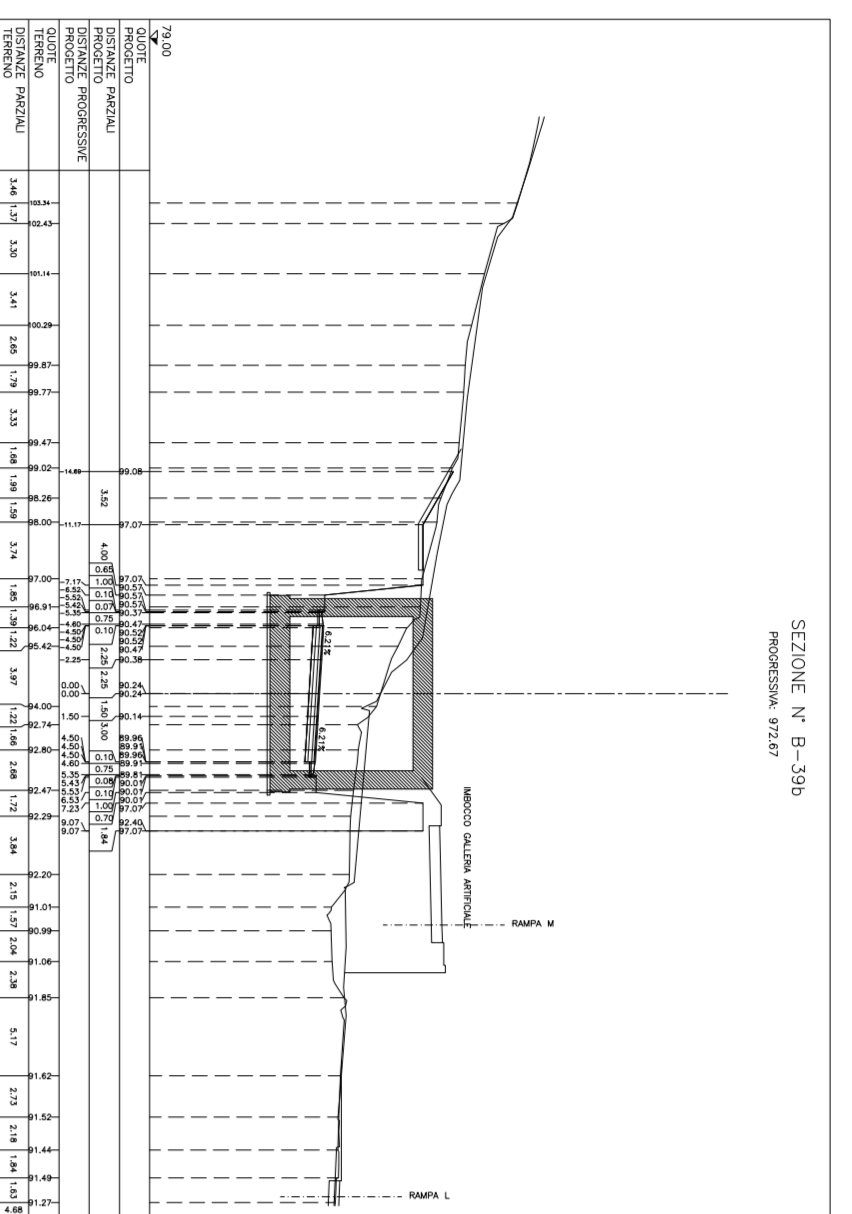 SEZIONE N° B-39b
PROGRESSIVA: 972.67
IMBOCCO GALLERIA ARTIFICIALE
RAMPA M
RAMPA L
6.21%
6.21%
79.00
QUOTE PROGETTO
99.08 97.07 97.07 90.57 90.57 90.57 90.37 90.47 90.52 90.52 90.47 90.38 90.24 90.24 90.14 89.96 89.91 89.96 89.91 89.81 90.01 90.01 90.01 97.07 92.40 97.07
DISTANZE PARZIALI PROGETTO
3.52 4.00 0.65 1.00 0.10 0.07 0.75 0.10 2.25 2.25 1.50 3.00 0.10 0.75 0.08 0.10 1.00 0.70 1.84
DISTANZE PROGRESSIVE PROGETTO
-14.69 -11.17 -7.17 -6.52 -5.52 -5.42 -5.35 -4.60 -4.50 -4.50 -4.50 -2.25 0.00 0.00 1.50 4.50 4.50 4.50 4.60 5.35 5.43 5.53 6.53 7.23 9.07 9.07
QUOTE TERRENO
103.34 102.43 101.14 100.29 99.87 99.77 99.47 99.02 98.26 98.00 97.00 96.91 96.04 95.42 94.00 92.74 92.80 92.47 92.29 92.20 91.01 90.99 91.06 91.85 91.62 91.52 91.44 91.49 91.27
DISTANZE PARZIALI TERRENO
3.46 1.37 3.30 3.41 2.65 1.79 3.33 1.68 1.99 1.59 3.74 1.85 1.39 1.22 3.97 1.22 1.66 2.68 1.72 3.84 2.15 1.57 2.04 2.38 5.17 2.73 2.18 1.84 1.63 4.68